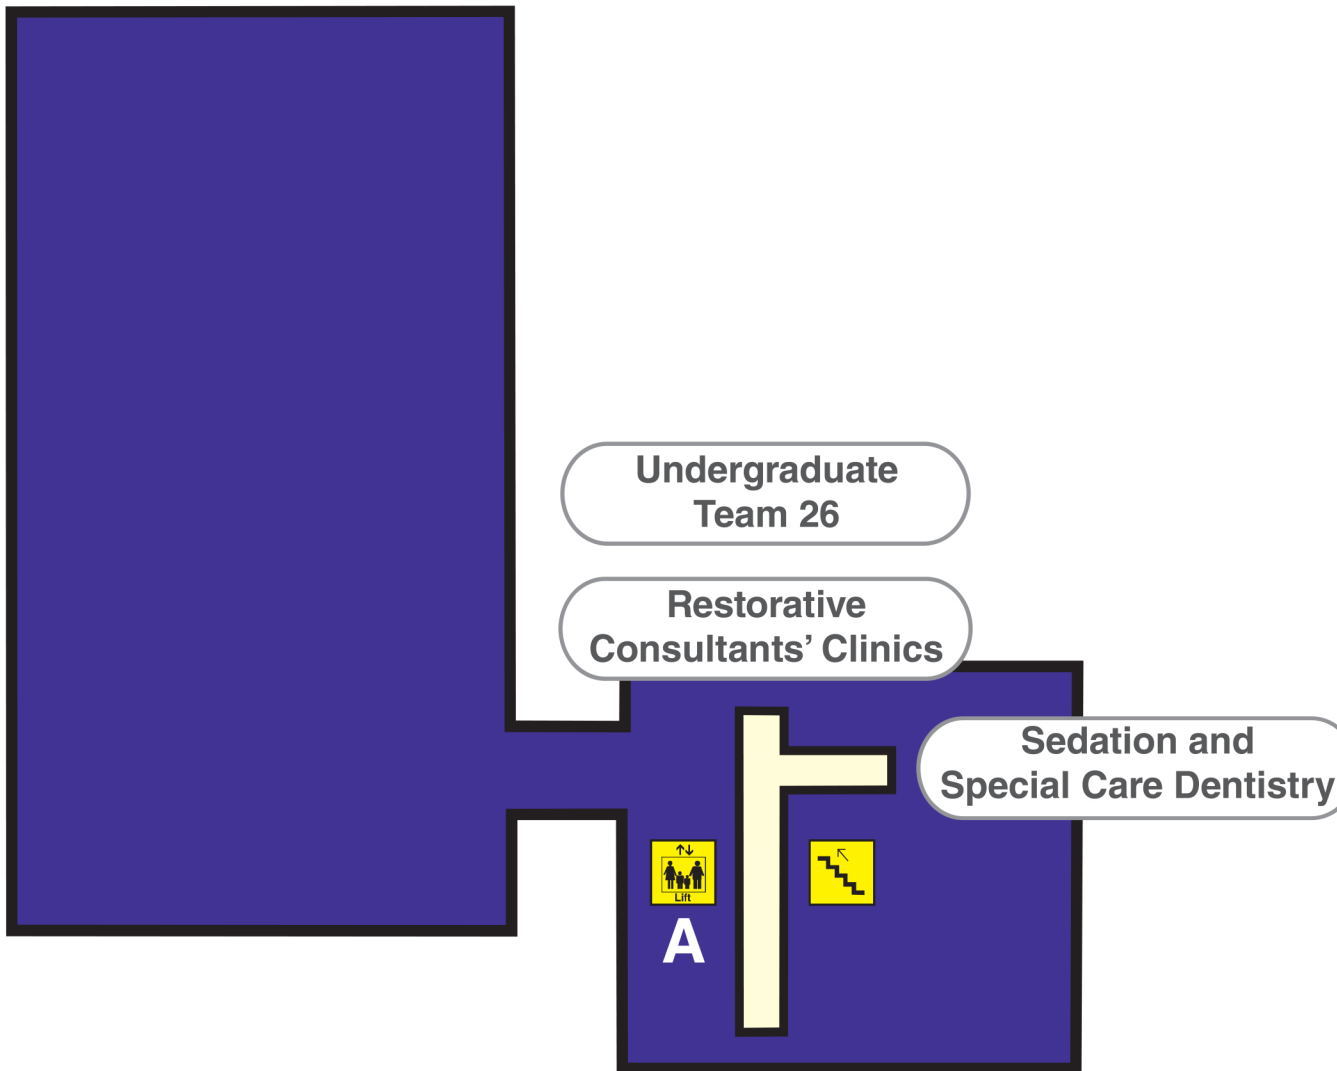 Undergraduate
Team 26
Restorative
Consultants’ Clinics
Sedation and
Special Care Dentistry
Lift
A